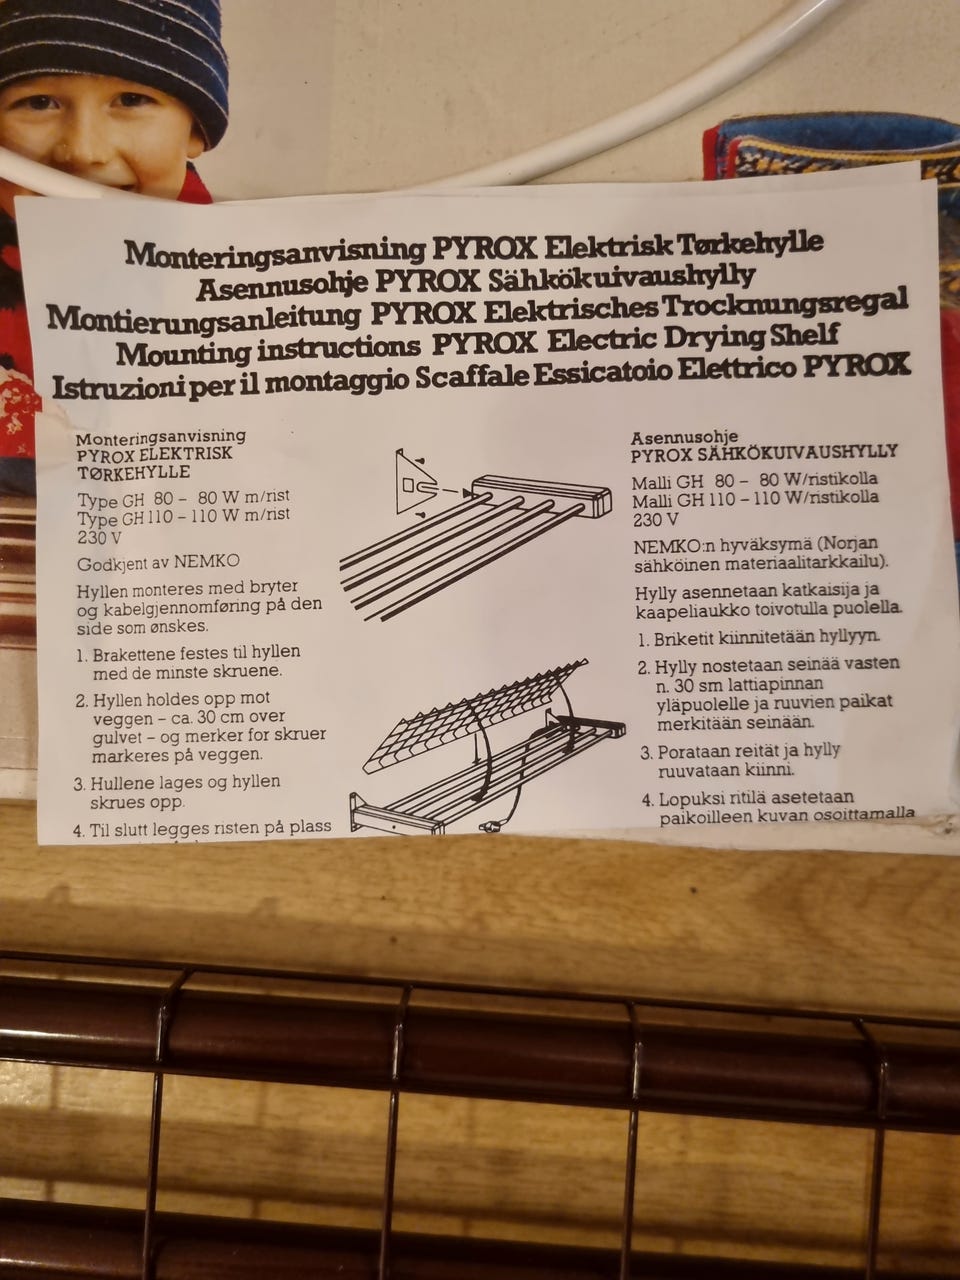 Monteringsanvisning PYROX Elektrisk Tørkehylle
Asennusohje PYROX Sähkökuivaushylly
Montierungsanleitung PYROX Elektrisches Trocknungsregal
Mounting instructions PYROX Electric Drying Shelf
Istruzioni per il montaggio Scaffale Essicatoio Elettrico PYROX
Monteringsanvisning
PYROX ELEKTRISK
TØRKEHYLLE
Type GH 80 – 80 W m/rist
Type GH 110 – 110 W m/rist
230 V
Godkjent av NEMKO
Hyllen monteres med bryter
og kabelgjennomføring på den
side som ønskes.
1. Brakettene festes til hyllen
med de minste skruene.
2. Hyllen holdes opp mot
veggen – ca. 30 cm over
gulvet – og merker for skruer
markeres på veggen.
3. Hullene lages og hyllen
skrues opp.
4. Til slutt legges risten på plass
Asennusohje
PYROX SÄHKÖKUIVAUSHYLLY
Malli GH 80 – 80 W/ristikolla
Malli GH 110 – 110 W/ristikolla
230 V
NEMKO:n hyväksymä (Norjan
sähköinen materiaalitarkkailu).
Hylly asennetaan katkaisija ja
kaapeliaukko toivotulla puolella.
1. Briketit kiinnitetään hyllyyn.
2. Hylly nostetaan seinää vasten
n. 30 sm lattiapinnan
yläpuolelle ja ruuvien paikat
merkitään seinään.
3. Porataan reität ja hylly
ruuvataan kiinni.
4. Lopuksi ritilä asetetaan
paikoilleen kuvan osoittamalla